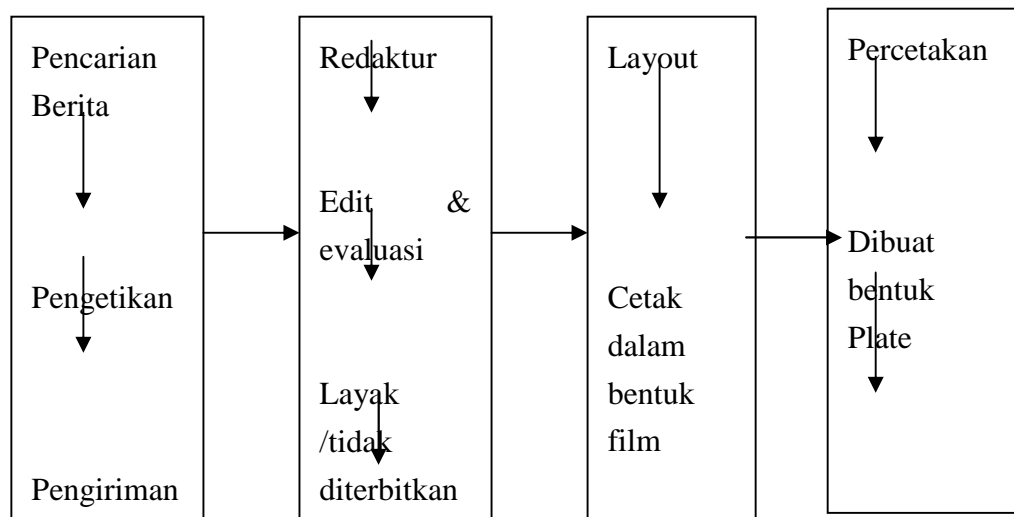 Pencarian
Berita
Pengetikan
Pengiriman
Redaktur
Edit &
evaluasi
Layak
/tidak
diterbitkan
Layout
Cetak
dalam
bentuk
film
Percetakan
Dibuat
bentuk
Plate